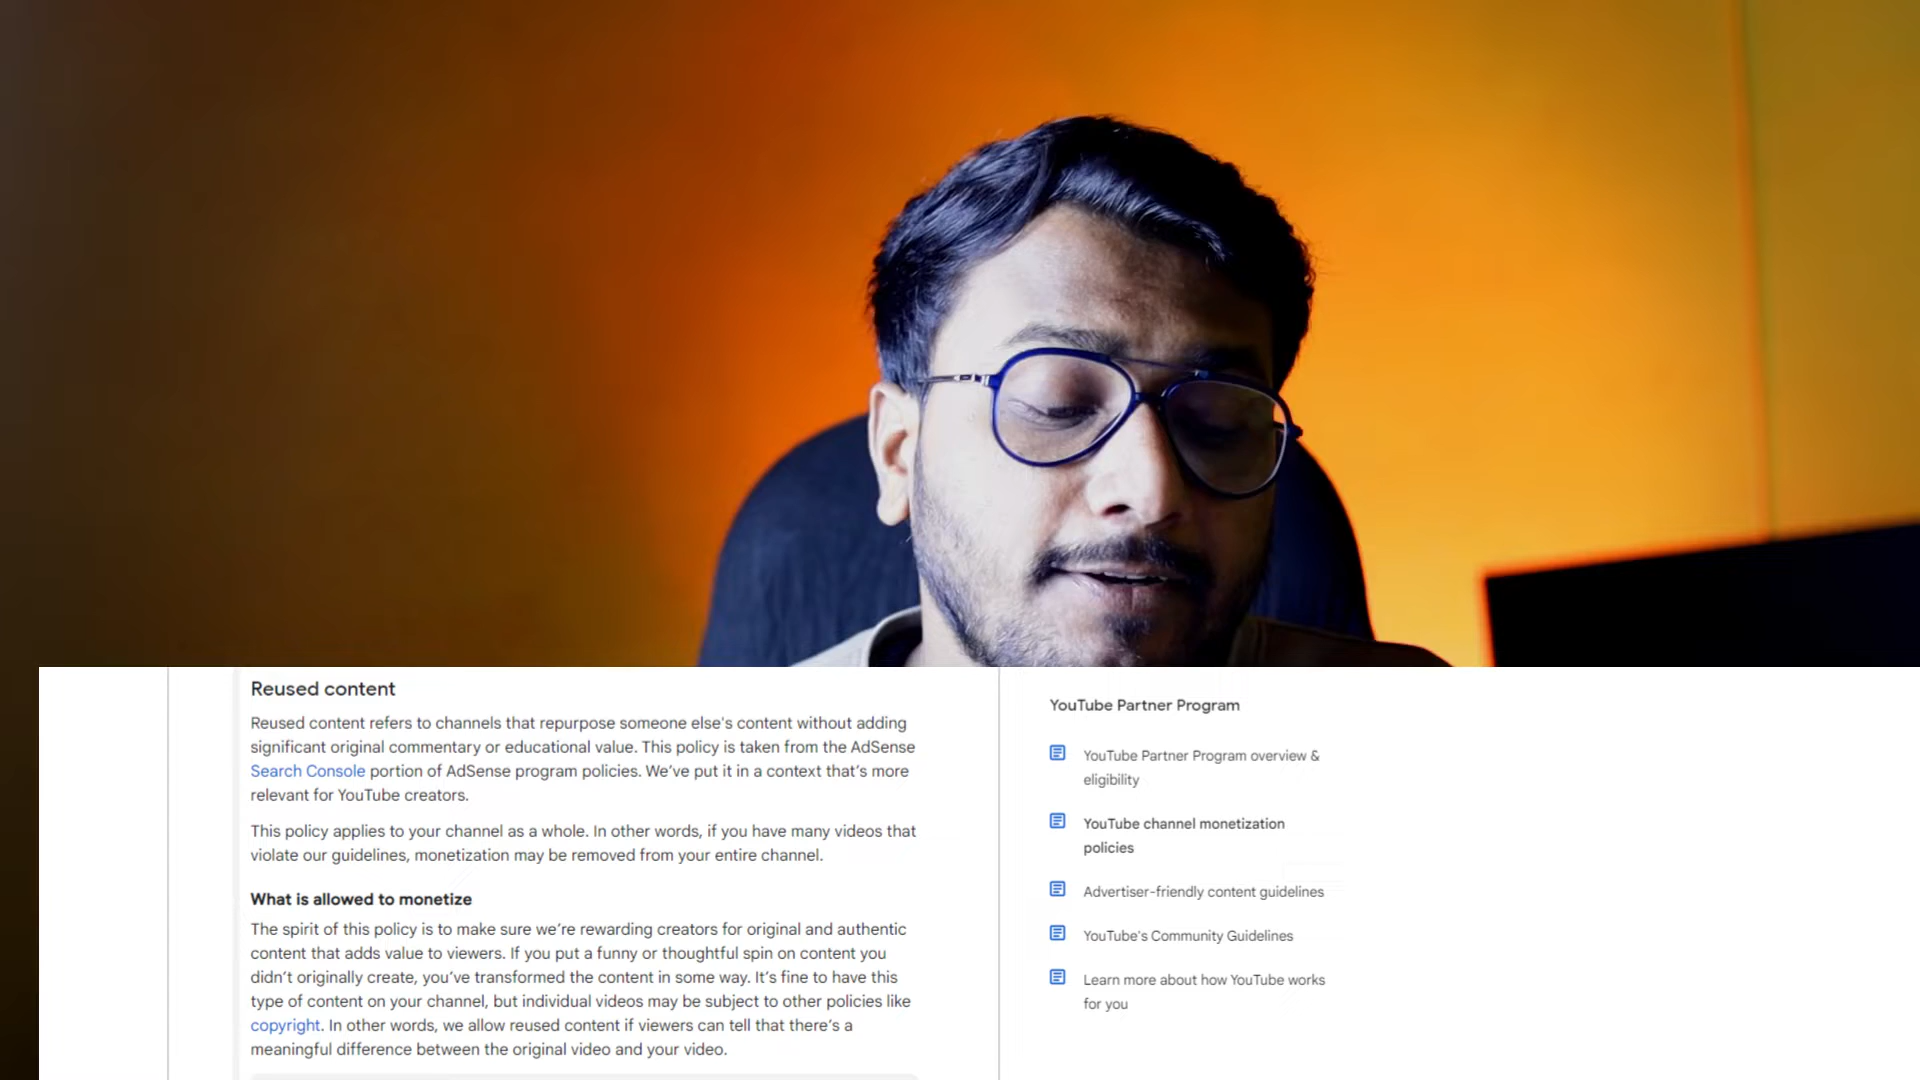 Reused content
Reused content refers to channels that repurpose someone else's content without adding
significant original commentary or educational value. This policy is taken from the AdSense
Search Console portion of AdSense program policies. We’ve put it in a context that’s more
relevant for YouTube creators.
This policy applies to your channel as a whole. In other words, if you have many videos that
violate our guidelines, monetization may be removed from your entire channel.
What is allowed to monetize
The spirit of this policy is to make sure we’re rewarding creators for original and authentic
content that adds value to viewers. If you put a funny or thoughtful spin on content you
didn’t originally create, you’ve transformed the content in some way. It’s fine to have this
type of content on your channel, but individual videos may be subject to other policies like
copyright. In other words, we allow reused content if viewers can tell that there’s a
meaningful difference between the original video and your video.
YouTube Partner Program
YouTube Partner Program overview &
eligibility
YouTube channel monetization
policies
Advertiser-friendly content guidelines
YouTube's Community Guidelines
Learn more about how YouTube works
for you